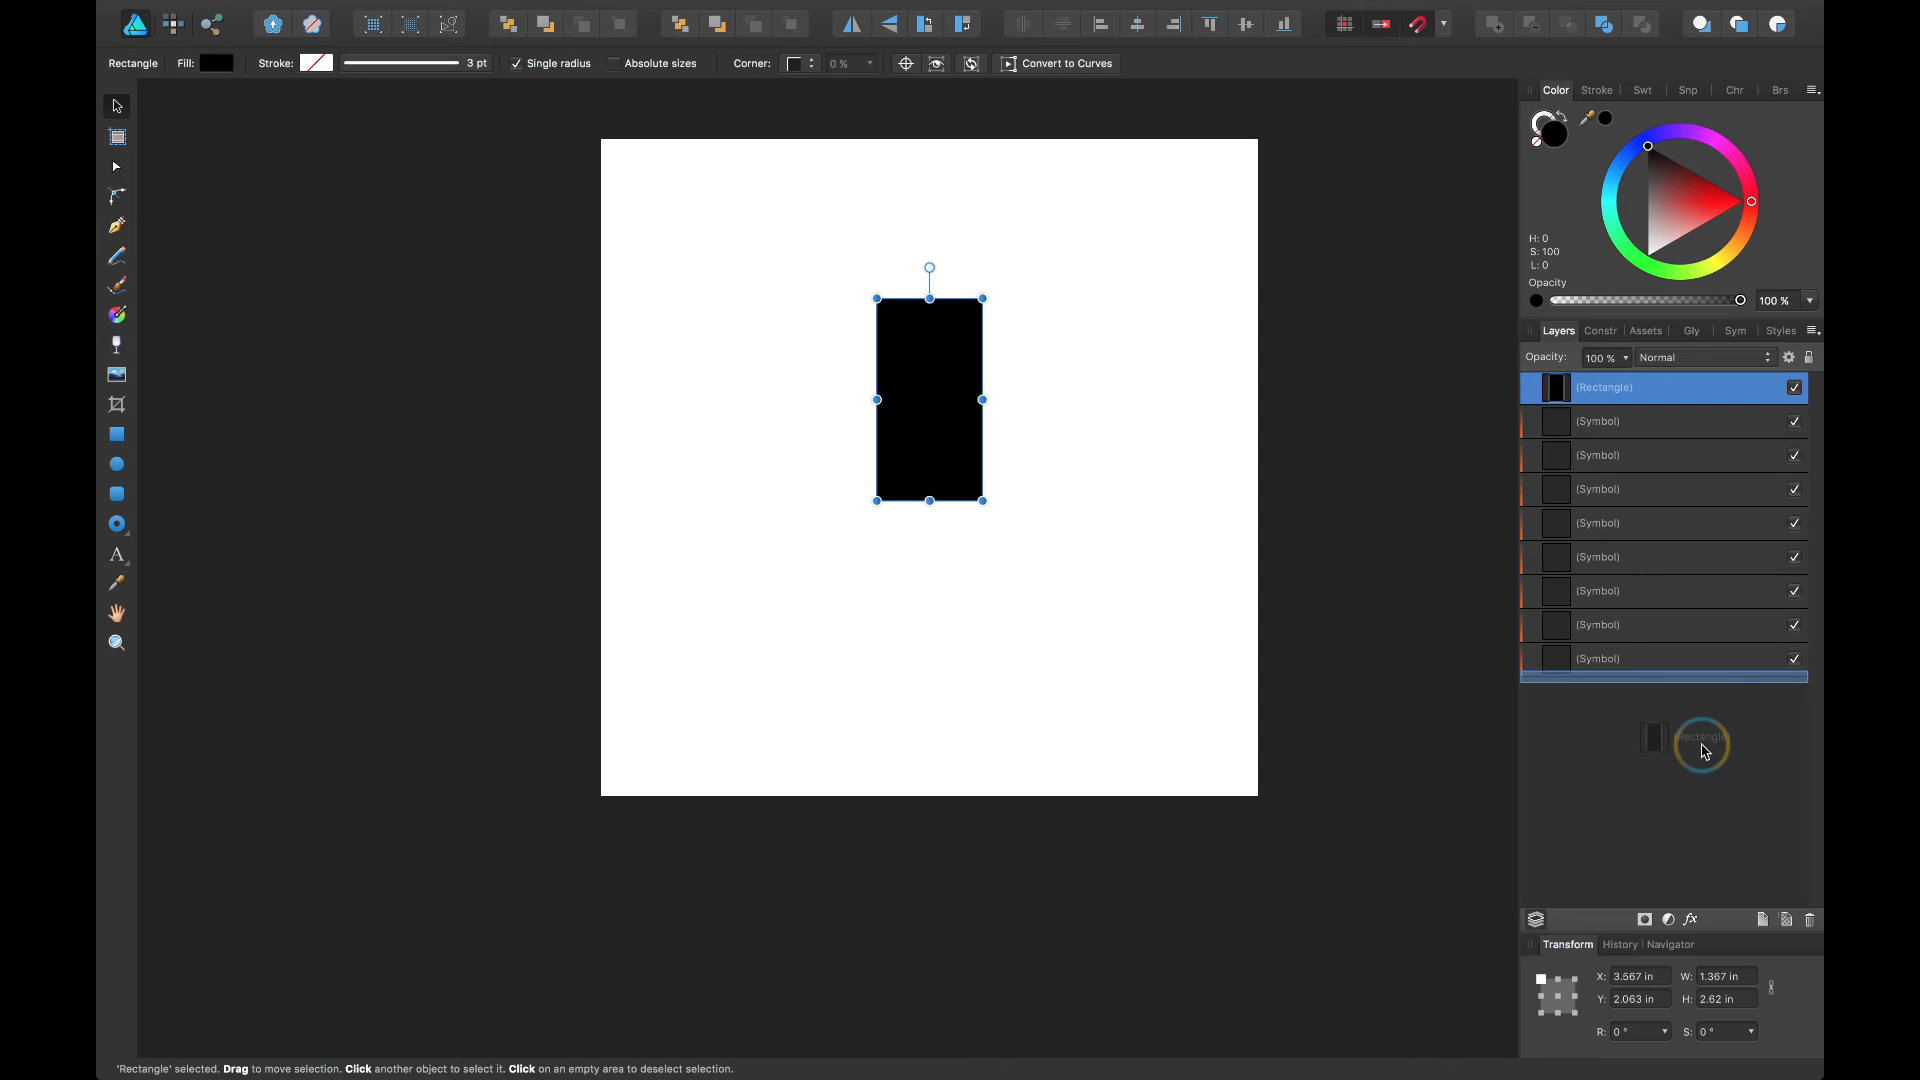 Rectangle Fill: Stroke: 3 pt Single radius Absolute sizes Corner: 0 % Convert to Curves
Color Stroke Swt Snp Chr Brs
H: 0
S: 100
L: 0
Opacity
100 %
Layers Constr Assets Gly Sym Styles
Opacity: 100 % Normal
(Rectangle)
(Symbol)
(Symbol)
(Symbol)
(Symbol)
(Symbol)
(Symbol)
(Symbol)
(Symbol)
(Rectangle)
fx
Transform History Navigator
X: 3.567 in W: 1.367 in
Y: 2.063 in H: 2.62 in
R: 0 ° S: 0 °
A
'Rectangle' selected. Drag to move selection. Click another object to select it. Click on an empty area to deselect selection.